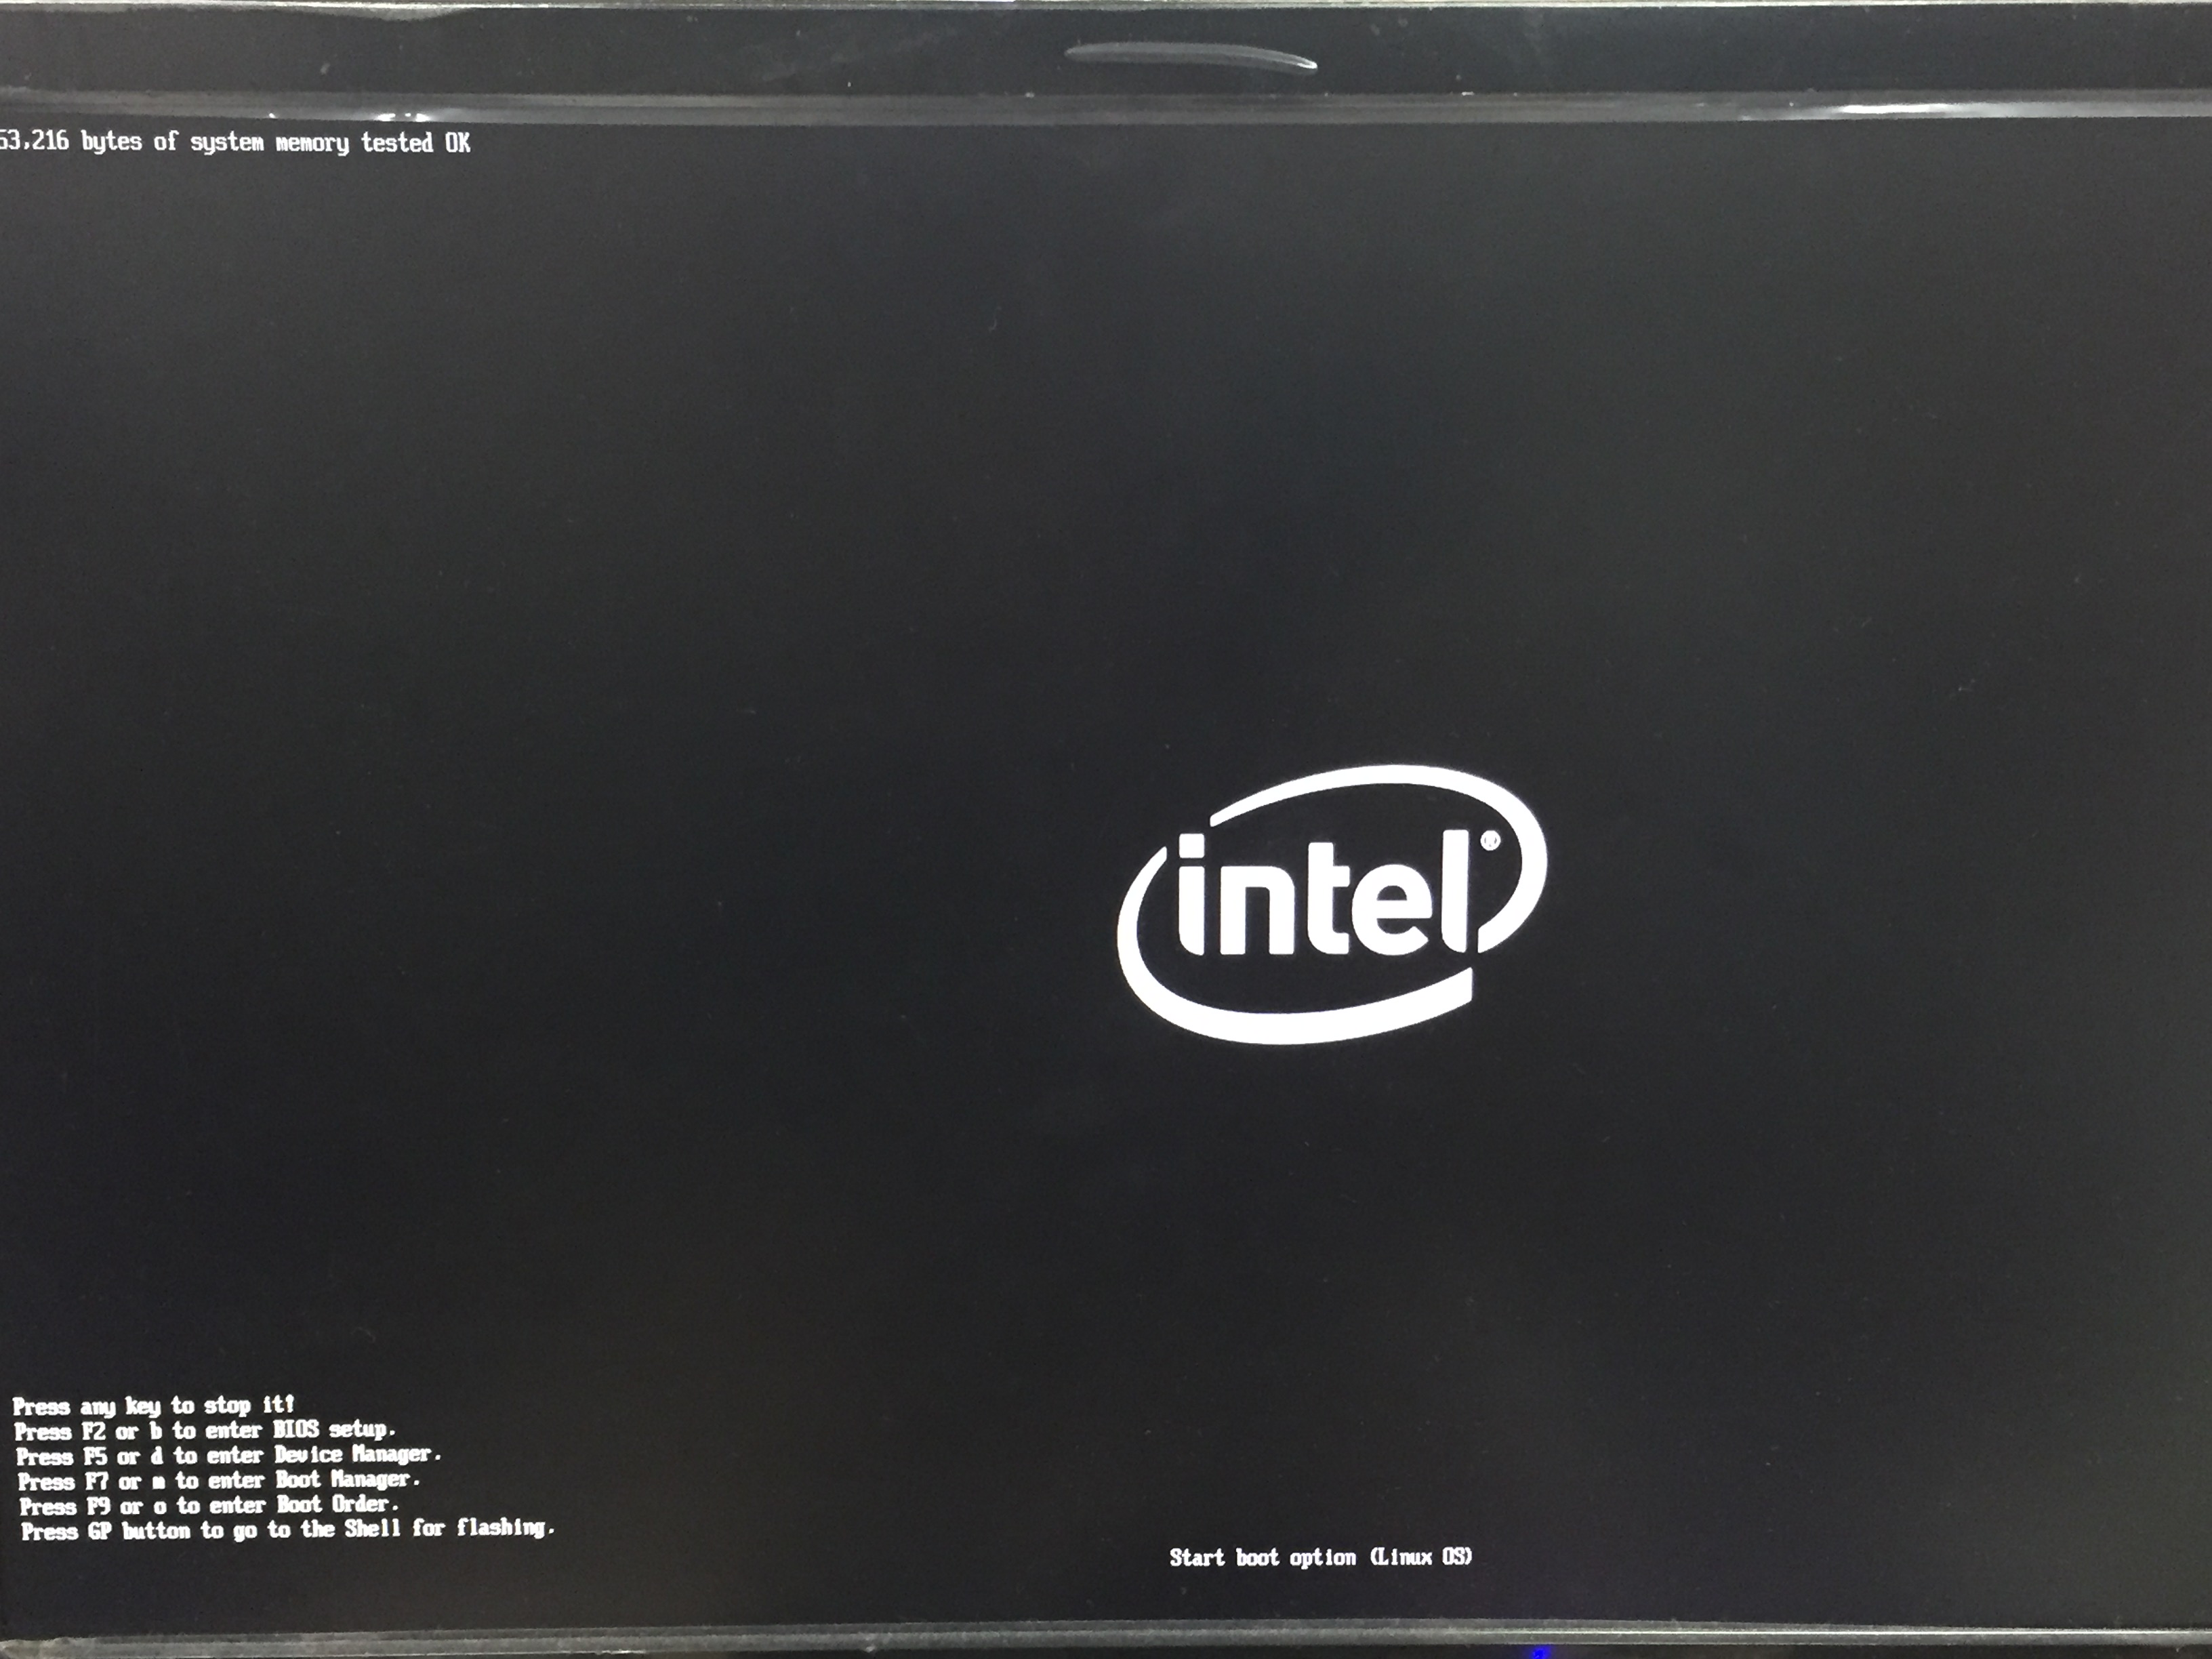 53,216 bytes of system memory tested OK
intel®
Press any key to stop it!
Press F2 or b to enter BIOS setup.
Press F5 or d to enter Device Manager.
Press F7 or m to enter Boot Manager.
Press F9 or o to enter Boot Order.
Press GP button to go to the Shell for flashing.
Start boot option (Linux OS)